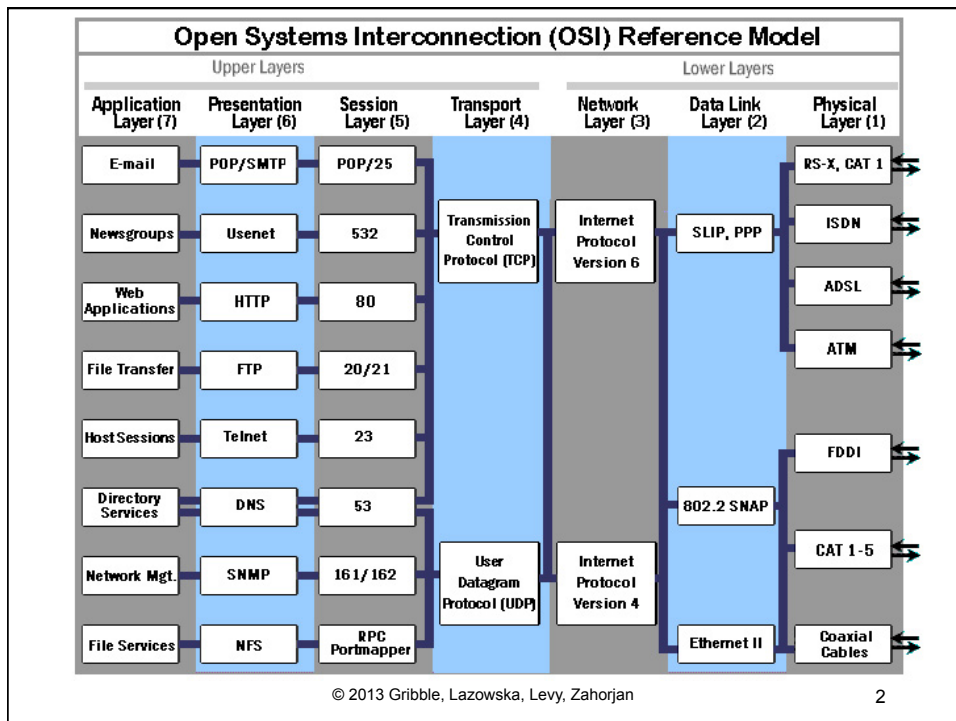 Open Systems Interconnection (OSI) Reference Model
Upper Layers
Lower Layers
Application
Layer (7)
Presentation
Layer (6)
Session
Layer (5)
Transport
Layer (4)
Network
Layer (3)
Data Link
Layer (2)
Physical
Layer (1)
E-mail
POP/SMTP
POP/25
Newsgroups
Usenet
532
Web
Applications
HTTP
80
File Transfer
FTP
20/21
Host Sessions
Telnet
23
Directory
Services
DNS
53
Network Mgt.
SNMP
161/162
File Services
NFS
RPC
Portmapper
Transmission
Control
Protocol (TCP)
User
Datagram
Protocol (UDP)
Internet
Protocol
Version 6
Internet
Protocol
Version 4
SLIP, PPP
802.2 SNAP
Ethernet II
RS-X, CAT 1
ISDN
ADSL
ATM
FDDI
CAT 1-5
Coaxial
Cables
© 2013 Gribble, Lazowska, Levy, Zahorjan
2